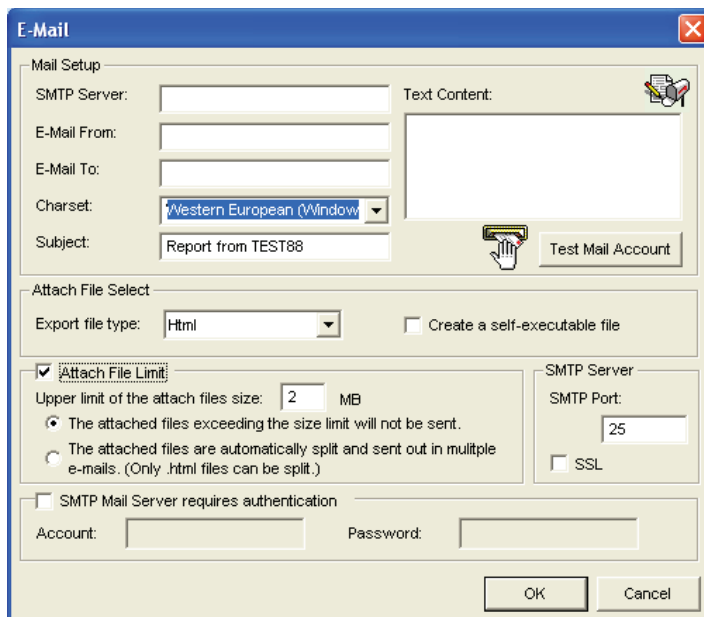 E-Mail
Mail Setup
SMTP Server:
Text Content:
E-Mail From:
E-Mail To:
Charset:
Western European (Window
Subject:
Report from TEST88
Test Mail Account
Attach File Select
Export file type:
Html
Create a self-executable file
Attach File Limit
Upper limit of the attach files size:
2
MB
The attached files exceeding the size limit will not be sent.
The attached files are automatically split and sent out in mulitple
e-mails. (Only .html files can be split.)
SMTP Server
SMTP Port:
25
SSL
SMTP Mail Server requires authentication
Account:
Password:
OK
Cancel